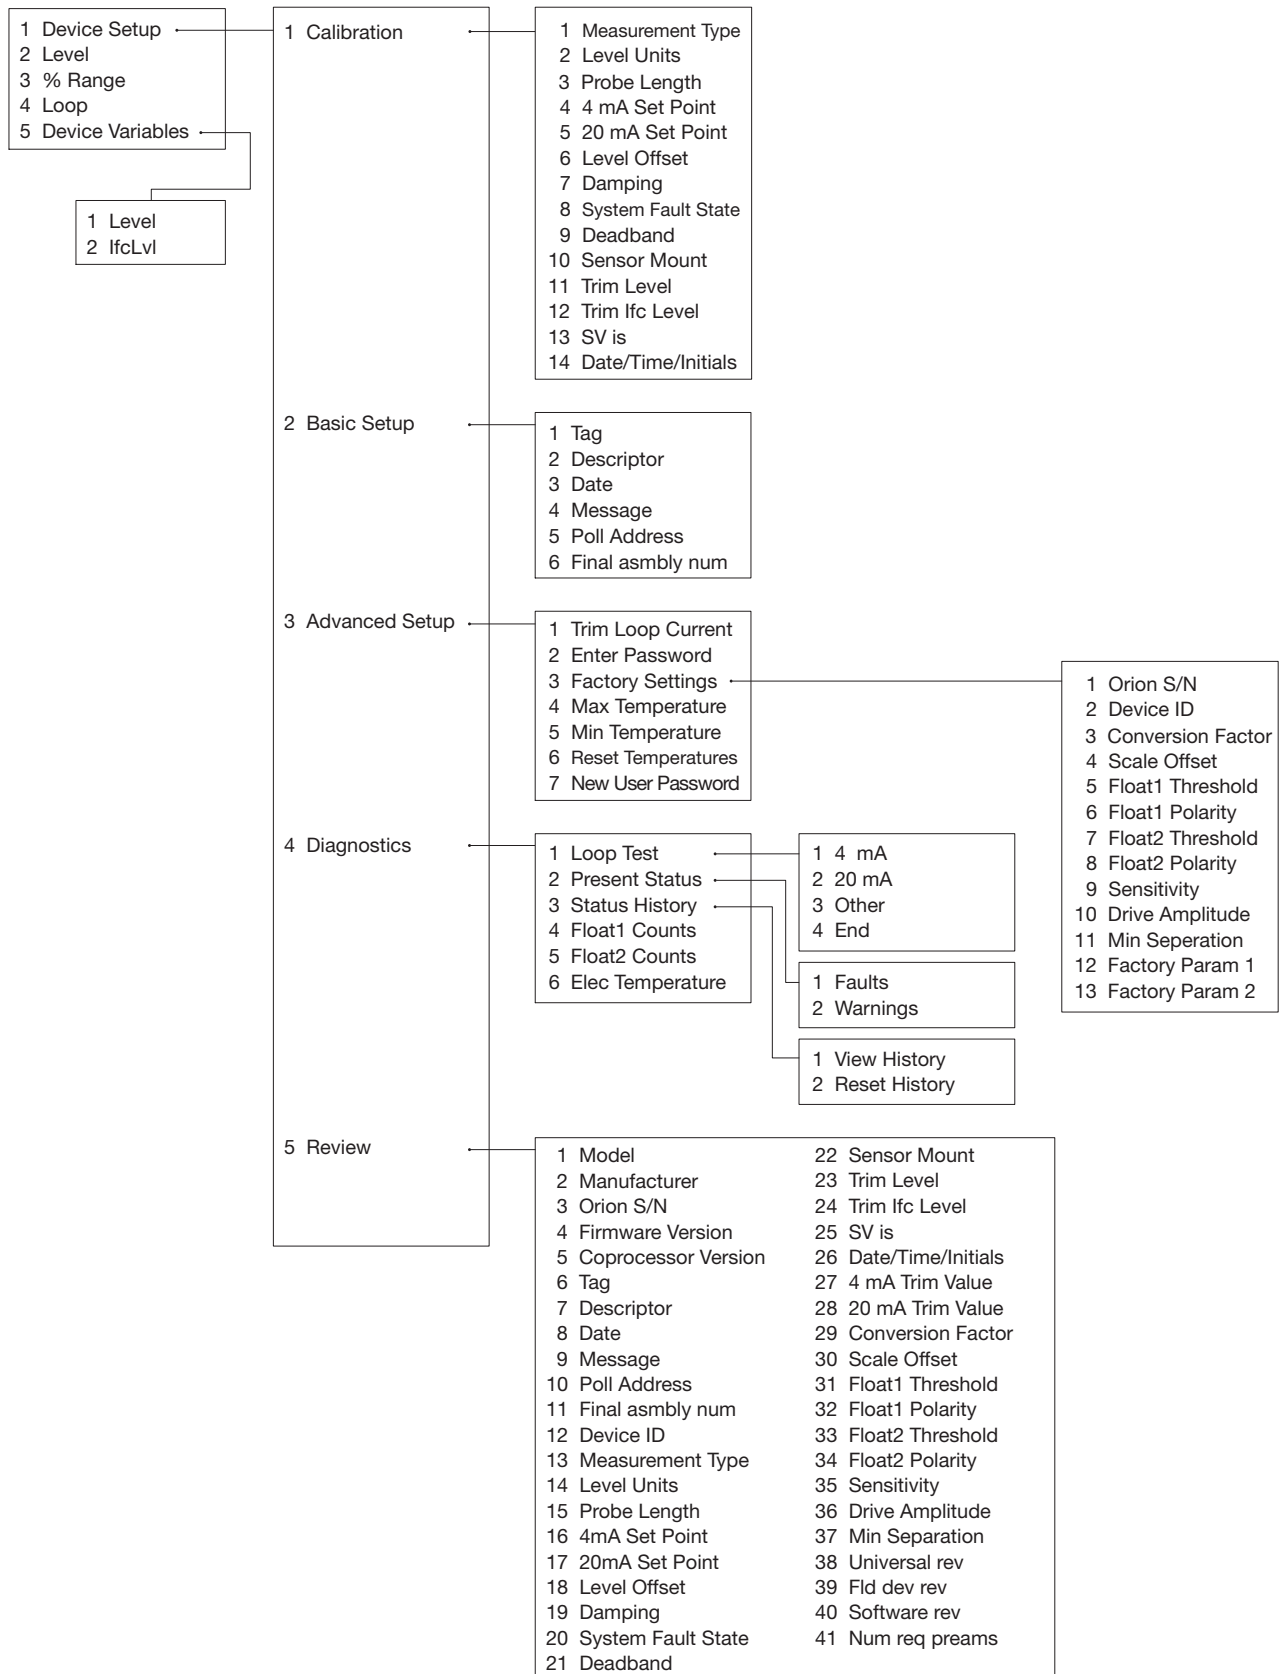 1 Device Setup
2 Level
3 % Range
4 Loop
5 Device Variables
1 Level
2 IfcLvl
1 Calibration
2 Basic Setup
3 Advanced Setup
4 Diagnostics
5 Review
1 Measurement Type
2 Level Units
3 Probe Length
4 4 mA Set Point
5 20 mA Set Point
6 Level Offset
7 Damping
8 System Fault State
9 Deadband
10 Sensor Mount
11 Trim Level
12 Trim Ifc Level
13 SV is
14 Date/Time/Initials
1 Tag
2 Descriptor
3 Date
4 Message
5 Poll Address
6 Final asmbly num
1 Trim Loop Current
2 Enter Password
3 Factory Settings
4 Max Temperature
5 Min Temperature
6 Reset Temperatures
7 New User Password
1 Orion S/N
2 Device ID
3 Conversion Factor
4 Scale Offset
5 Float1 Threshold
6 Float1 Polarity
7 Float2 Threshold
8 Float2 Polarity
9 Sensitivity
10 Drive Amplitude
11 Min Seperation
12 Factory Param 1
13 Factory Param 2
1 Loop Test
2 Present Status
3 Status History
4 Float1 Counts
5 Float2 Counts
6 Elec Temperature
1 4 mA
2 20 mA
3 Other
4 End
1 Faults
2 Warnings
1 View History
2 Reset History
1 Model
2 Manufacturer
3 Orion S/N
4 Firmware Version
5 Coprocessor Version
6 Tag
7 Descriptor
8 Date
9 Message
10 Poll Address
11 Final asmbly num
12 Device ID
13 Measurement Type
14 Level Units
15 Probe Length
16 4mA Set Point
17 20mA Set Point
18 Level Offset
19 Damping
20 System Fault State
21 Deadband
22 Sensor Mount
23 Trim Level
24 Trim Ifc Level
25 SV is
26 Date/Time/Initials
27 4 mA Trim Value
28 20 mA Trim Value
29 Conversion Factor
30 Scale Offset
31 Float1 Threshold
32 Float1 Polarity
33 Float2 Threshold
34 Float2 Polarity
35 Sensitivity
36 Drive Amplitude
37 Min Separation
38 Universal rev
39 Fld dev rev
40 Software rev
41 Num req preams